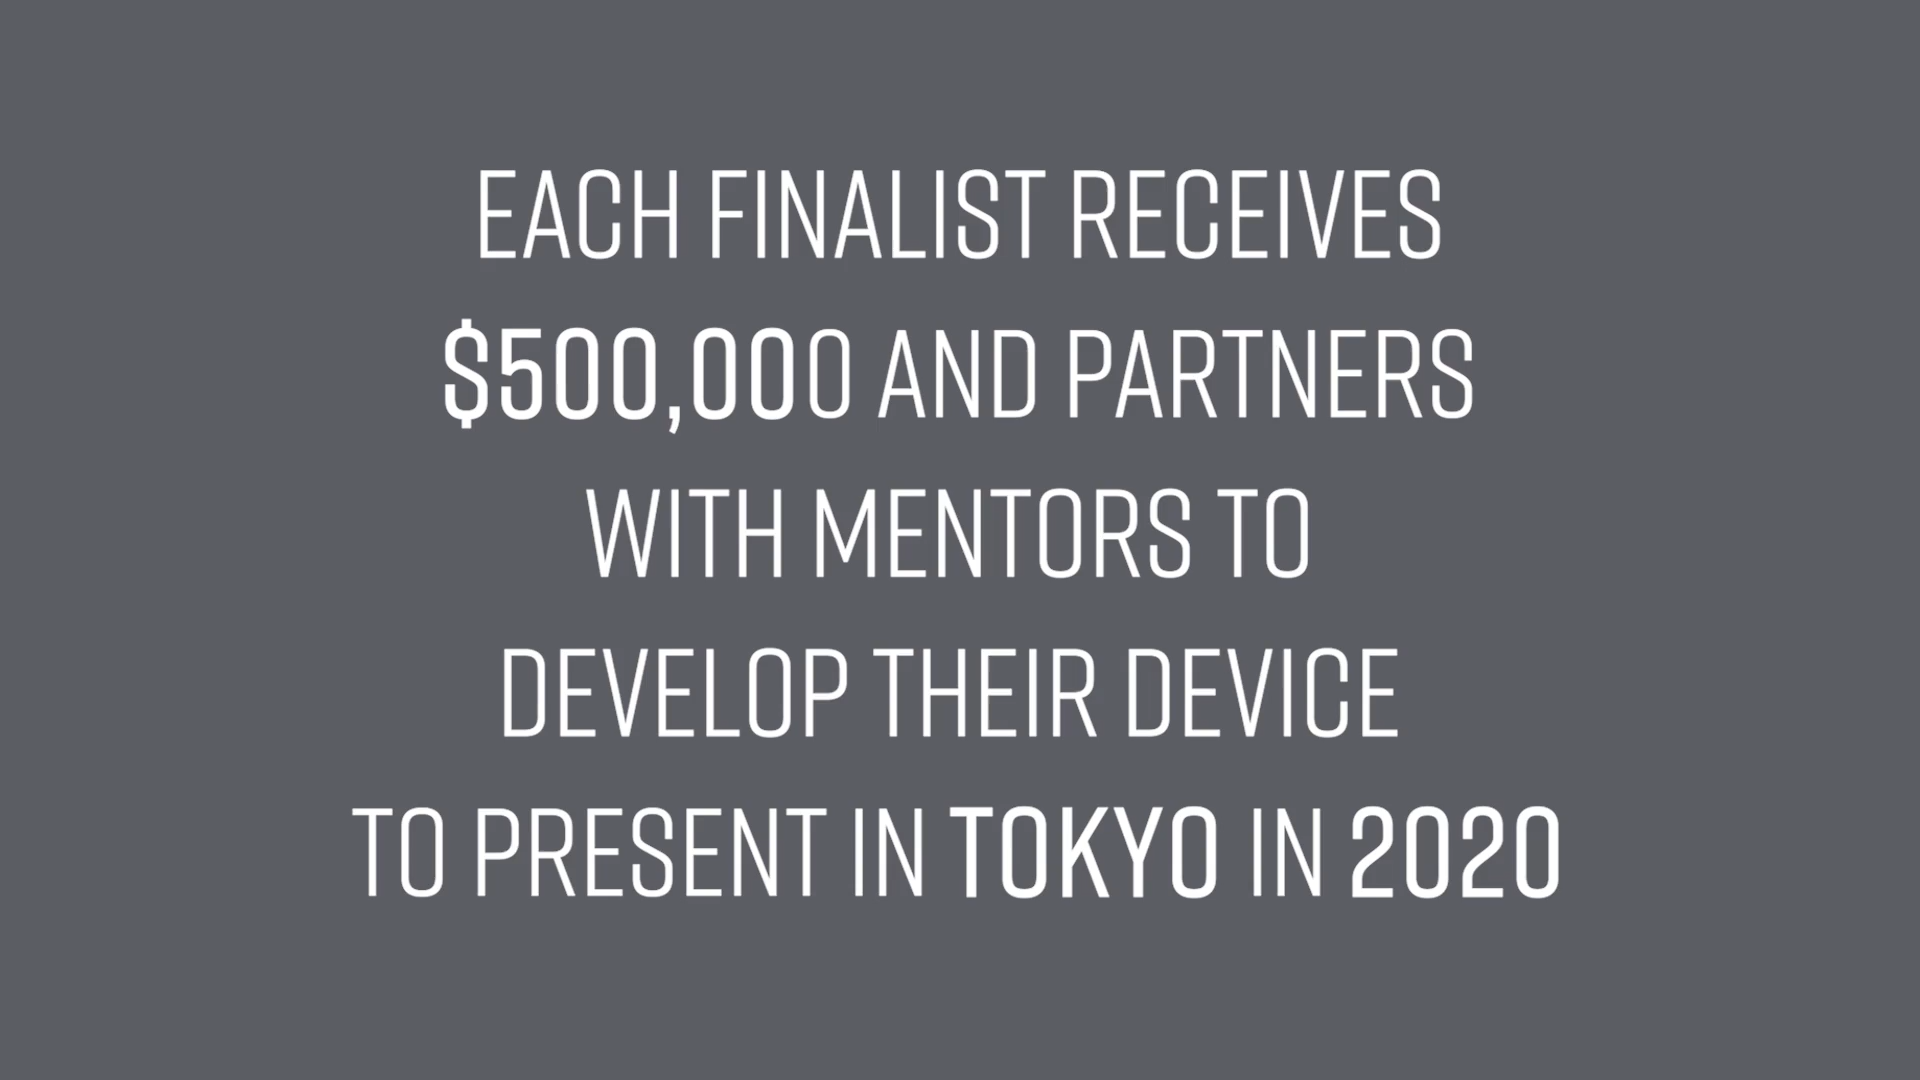 EACH FINALIST RECEIVES
$500,000 AND PARTNERS
WITH MENTORS TO
DEVELOP THEIR DEVICE
TO PRESENT IN TOKYO IN 2020